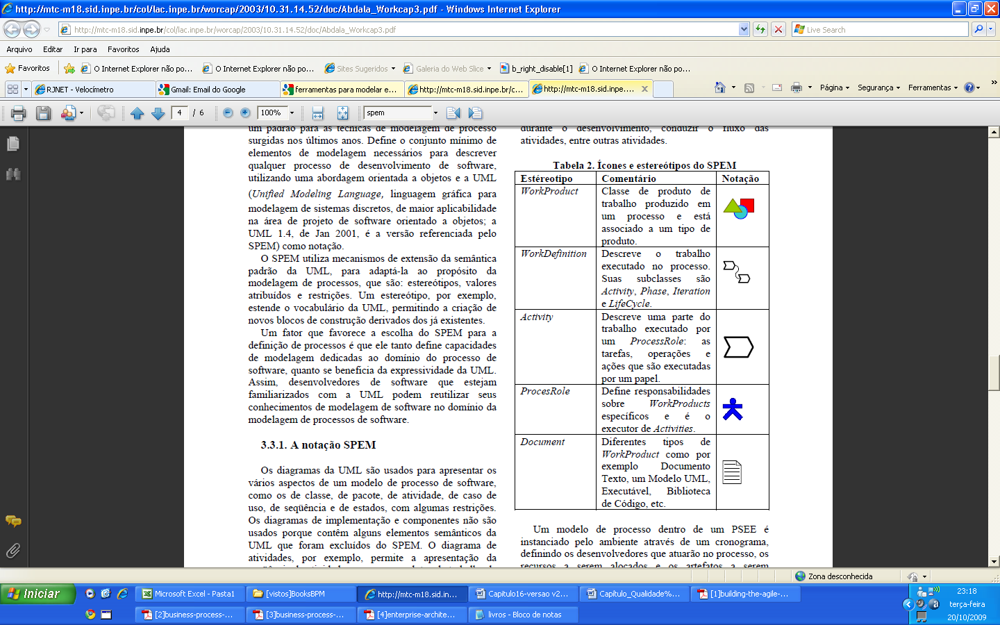 http://mtc-m18.sid.inpe.br/col/lac.inpe.br/worcap/2003/10.31.14.52/doc/Abdala_Workcap3.pdf - Windows Internet Explorer
http://mtc-m18.sid.inpe.br/col/lac.inpe.br/worcap/2003/10.31.14.52/doc/Abdala_Workcap3.pdf
Live Search
Arquivo Editar Ir para Favoritos Ajuda
Favoritos O Internet Explorer não po... O Internet Explorer não po... Sites Sugeridos Galeria do Web Slice b_right_disable[1] O Internet Explorer não po...
RJNET - Velocímetro Gmail: Email do Google ferramentas para modelar e... http://mtc-m18.sid.inpe.br/c... http://mtc-m18.sid.inpe.... Página Segurança Ferramentas
4 / 6 100% spem
um padrão para as técnicas de modelagem de processo
surgidas nos últimos anos. Define o conjunto mínimo de
elementos de modelagem necessários para descrever
qualquer processo de desenvolvimento de software,
utilizando uma abordagem orientada a objetos e a UML
(Unified Modeling Language, linguagem gráfica para
modelagem de sistemas discretos, de maior aplicabilidade
na área de projeto de software orientado a objetos; a
UML 1.4, de Jan 2001, é a versão referenciada pelo
SPEM) como notação.
O SPEM utiliza mecanismos de extensão da semântica
padrão da UML, para adaptá-la ao propósito da
modelagem de processos, que são: estereótipos, valores
atribuídos e restrições. Um estereótipo, por exemplo,
estende o vocabulário da UML, permitindo a criação de
novos blocos de construção derivados dos já existentes.
Um fator que favorece a escolha do SPEM para a
definição de processos é que ele tanto define capacidades
de modelagem dedicadas ao domínio do processo de
software, quanto se beneficia da expressividade da UML.
Assim, desenvolvedores de software que estejam
familiarizados com a UML podem reutilizar seus
conhecimentos de modelagem de software no domínio da
modelagem de processos de software.
3.3.1. A notação SPEM
Os diagramas da UML são usados para apresentar os
vários aspectos de um modelo de processo de software,
como os de classe, de pacote, de atividade, de caso de
uso, de seqüência e de estados, com algumas restrições.
Os diagramas de implementação e componentes não são
usados porque contêm alguns elementos semânticos da
UML que foram excluídos do SPEM. O diagrama de
atividades, por exemplo, permite a apresentação da
durante o desenvolvimento, conduzir o fluxo das
atividades, entre outras atividades.
Tabela 2. Ícones e estereótipos do SPEM
Estéreotipo Comentário Notação
WorkProduct Classe de produto de
trabalho produzido em
um processo e está
associado a um tipo de
produto.
WorkDefinition Descreve o trabalho
executado no processo.
Suas subclasses são
Activity, Phase, Iteration
e LifeCycle.
Activity Descreve uma parte do
trabalho executado por
um ProcessRole: as
tarefas, operações e
ações que são executadas
por um papel.
ProcesRole Define responsabilidades
sobre WorkProducts
específicos e é o
executor de Activities.
Document Diferentes tipos de
WorkProduct como por
exemplo Documento
Texto, um Modelo UML,
Executável, Biblioteca
de Código, etc.
Um modelo de processo dentro de um PSEE é
instanciado pelo ambiente através de um cronograma,
definindo os desenvolvedores que atuarão no processo, os
recursos a serem alocados e os artefatos a serem
Zona desconhecida
Iniciar Microsoft Excel - Pasta1 [vistos]BooksBPM http://mtc-m18.sid.in... Capitulo16-versao v2... Capítulo_Qualidade%... [1]building-the-agile-...
[2]business-process-... [3]business-process-... [4]enterprise-archite... livros - Bloco de notas
23:18
terça-feira
20/10/2009